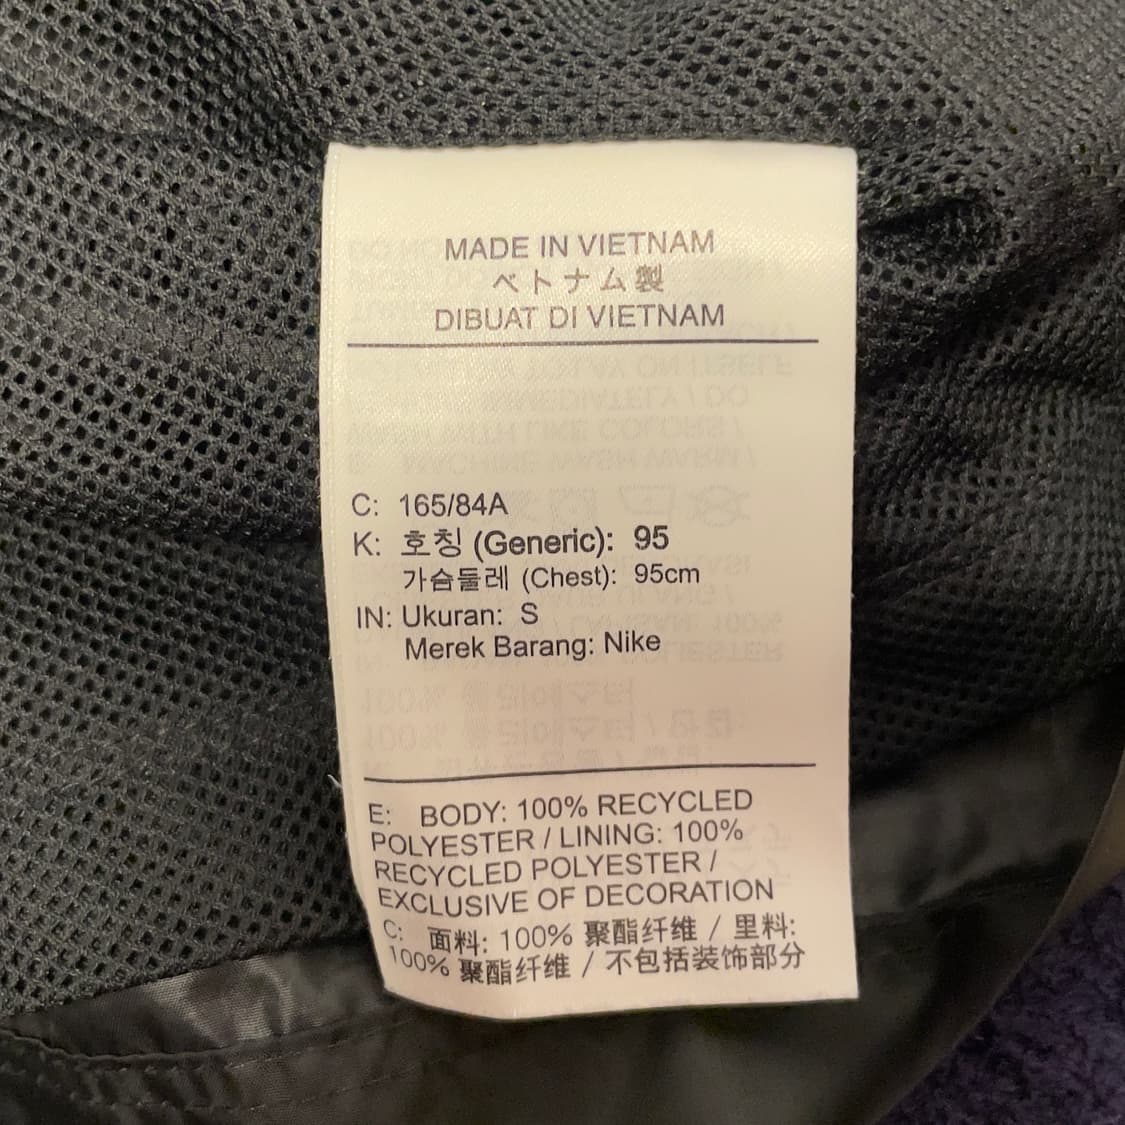 MADE IN VIETNAM
ベトナム製
DIBUAT DI VIETNAM
C: 165/84A
K: 호칭 (Generic): 95
가슴둘레 (Chest): 95cm
IN: Ukuran: S
Merek Barang: Nike
E: BODY: 100% RECYCLED
POLYESTER / LINING: 100%
RECYCLED POLYESTER /
EXCLUSIVE OF DECORATION
C: 面料: 100% 聚酯纤维 / 里料:
100% 聚酯纤维 / 不包括装饰部分